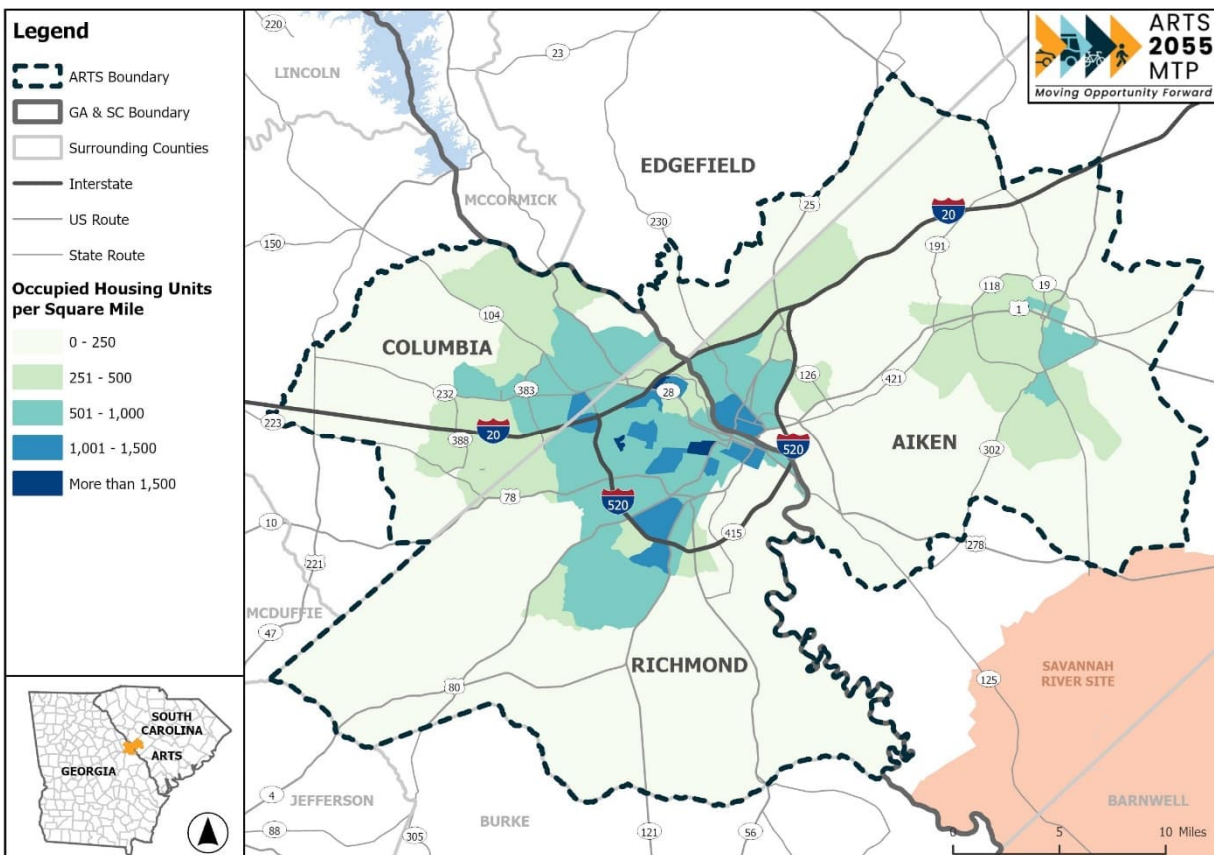 Legend
ARTS Boundary
GA & SC Boundary
Surrounding Counties
Interstate
US Route
State Route
Occupied Housing Units
per Square Mile
0 - 250
251 - 500
501 - 1,000
1,001 - 1,500
More than 1,500
SOUTH
CAROLINA
ARTS
GEORGIA
ARTS
2055
MTP
Moving Opportunity Forward
220
23
LINCOLN
EDGEFIELD
MCCORMICK
25
20
230
150
191
118
19
104
1
COLUMBIA
28
126
421
232
383
223
20
388
520
AIKEN
302
78
520
415
10
278
221
MCDUFFIE
47
RICHMOND
SAVANNAH
RIVER SITE
80
125
4
JEFFERSON
BARNWELL
BURKE
88
305
121
56
0
5
10 Miles